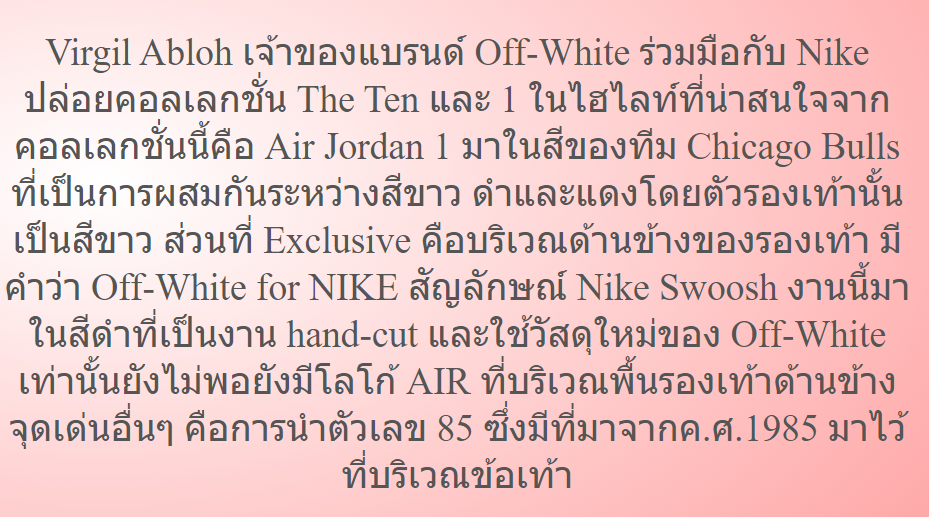 Virgil Abloh เจ้าของแบรนด์ Off-White ร่วมมือกับ Nike
ปล่อยคอลเลกชั่น The Ten และ 1 ในไฮไลท์ที่น่าสนใจจาก
คอลเลกชั่นนี้คือ Air Jordan 1 มาในสีของทีม Chicago Bulls
ที่เป็นการผสมกันระหว่างสีขาว ดำและแดงโดยตัวรองเท้านั้น
เป็นสีขาว ส่วนที่ Exclusive คือบริเวณด้านข้างของรองเท้า มี
คำว่า Off-White for NIKE สัญลักษณ์ Nike Swoosh งานนี้มา
ในสีดำที่เป็นงาน hand-cut และใช้วัสดุใหม่ของ Off-White
เท่านั้นยังไม่พอยังมีโลโก้ AIR ที่บริเวณพื้นรองเท้าด้านข้าง
จุดเด่นอื่นๆ คือการนำตัวเลข 85 ซึ่งมีที่มาจากค.ศ.1985 มาไว้
ที่บริเวณข้อเท้า